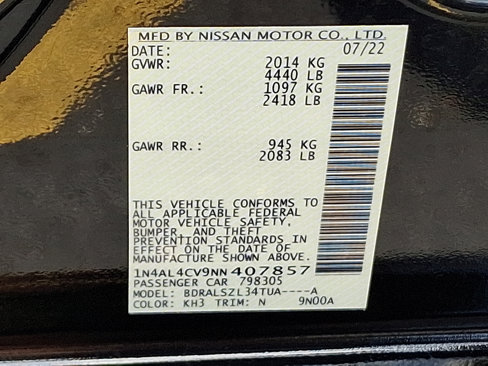 MFD BY NISSAN MOTOR CO., LTD.
DATE: 07/22
GVWR: 2014 KG
4440 LB
GAWR FR.: 1097 KG
2418 LB
GAWR RR.: 945 KG
2083 LB
THIS VEHICLE CONFORMS TO
ALL APPLICABLE FEDERAL
MOTOR VEHICLE SAFETY,
BUMPER, AND THEFT
PREVENTION STANDARDS IN
EFFECT ON THE DATE OF
MANUFACTURE SHOWN ABOVE.
1N4AL4CV9NN407857
PASSENGER CAR 798305
MODEL: BDRALSZL34TUA----A
COLOR: KH3 TRIM: N 9N00A